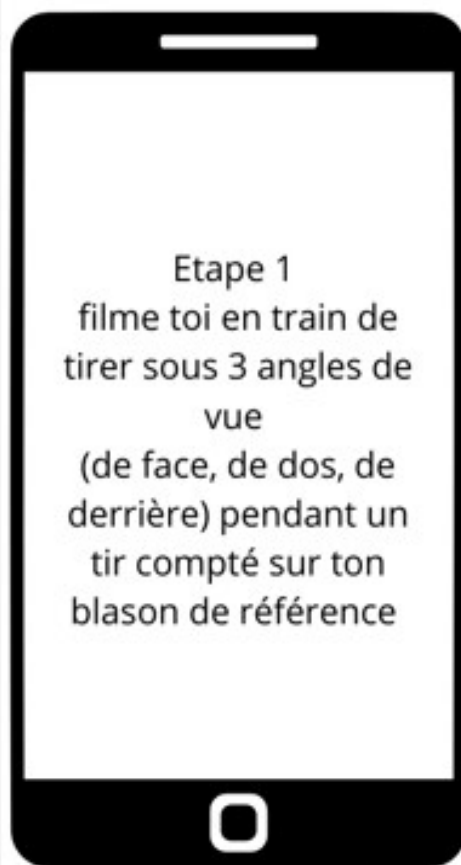 Etape 1
filme toi en train de
tirer sous 3 angles de
vue
(de face, de dos, de
derrière) pendant un
tir compté sur ton
blason de référence